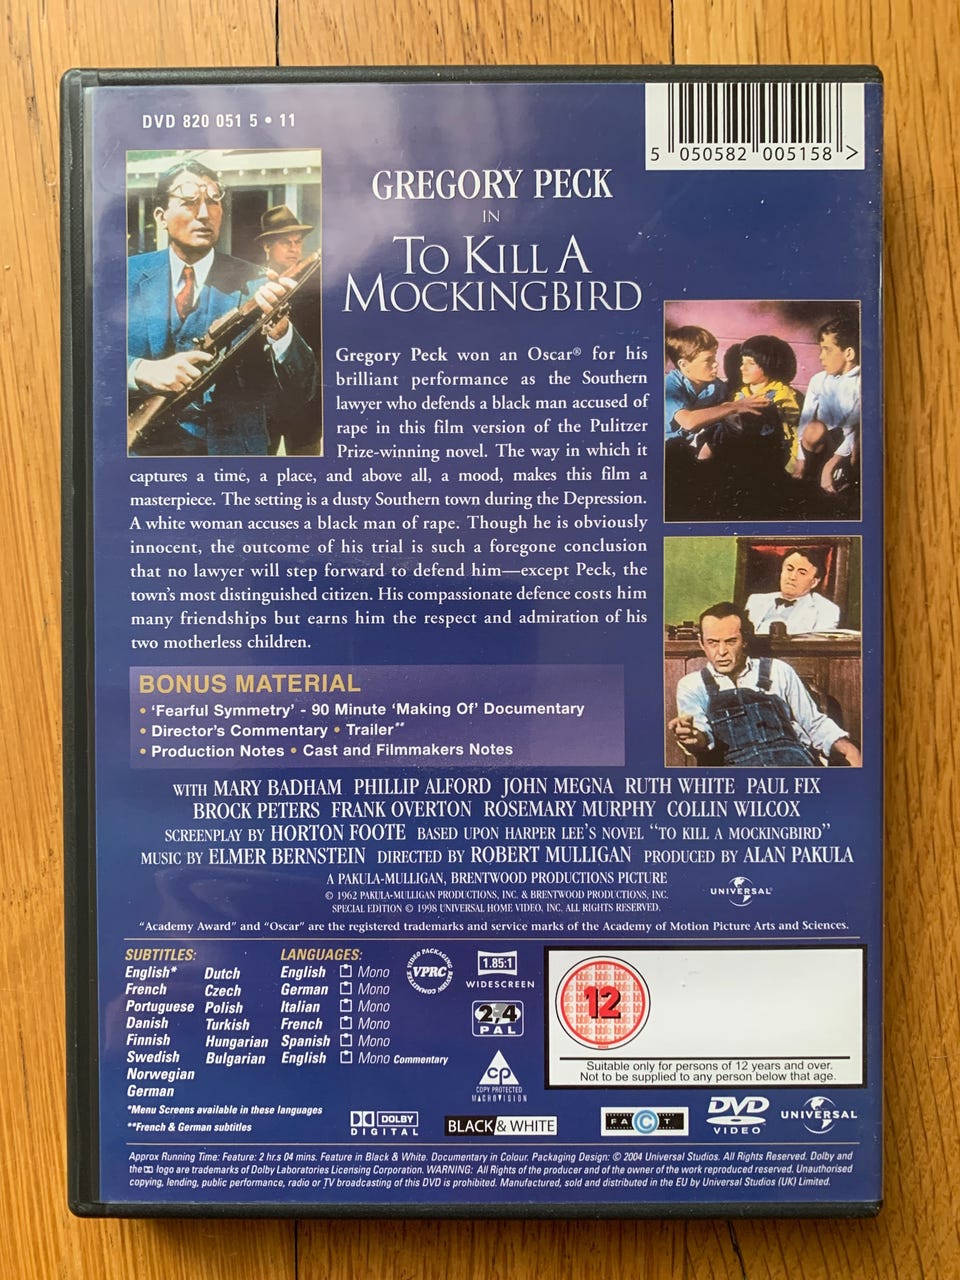 DVD 820 051 5 • 11
5 050582 005158 >
GREGORY PECK
IN
TO KILL A
MOCKINGBIRD
Gregory Peck won an Oscar® for his
brilliant performance as the Southern
lawyer who defends a black man accused of
rape in this film version of the Pulitzer
Prize-winning novel. The way in which it
captures a time, a place, and above all, a mood, makes this film a
masterpiece. The setting is a dusty Southern town during the Depression.
A white woman accuses a black man of rape. Though he is obviously
innocent, the outcome of his trial is such a foregone conclusion
that no lawyer will step forward to defend him—except Peck, the
town's most distinguished citizen. His compassionate defence costs him
many friendships but earns him the respect and admiration of his
two motherless children.
BONUS MATERIAL
• 'Fearful Symmetry' - 90 Minute 'Making Of' Documentary
• Director's Commentary • Trailer**
• Production Notes • Cast and Filmmakers Notes
WITH MARY BADHAM PHILLIP ALFORD JOHN MEGNA RUTH WHITE PAUL FIX
BROCK PETERS FRANK OVERTON ROSEMARY MURPHY COLLIN WILCOX
SCREENPLAY BY HORTON FOOTE BASED UPON HARPER LEE'S NOVEL "TO KILL A MOCKINGBIRD"
MUSIC BY ELMER BERNSTEIN DIRECTED BY ROBERT MULLIGAN PRODUCED BY ALAN PAKULA
A PAKULA-MULLIGAN, BRENTWOOD PRODUCTIONS PICTURE
© 1962 PAKULA-MULLIGAN PRODUCTIONS, INC. & BRENTWOOD PRODUCTIONS, INC.
SPECIAL EDITION © 1998 UNIVERSAL HOME VIDEO, INC. ALL RIGHTS RESERVED.
UNIVERSAL
"Academy Award" and "Oscar" are the registered trademarks and service marks of the Academy of Motion Picture Arts and Sciences.
SUBTITLES:
English*
French
Portuguese
Danish
Finnish
Swedish
Norwegian
German
Dutch
Czech
Polish
Turkish
Hungarian
Bulgarian
*Menu Screens available in these languages
**French & German subtitles
LANGUAGES:
English Mono
German Mono
Italian Mono
French Mono
Spanish Mono
English Mono Commentary
VIDEO PACKAGING REVIEW COMMITTEE
VPRC
1.85:1
WIDESCREEN
2,4
PAL
CP
COPY PROTECTED
MACROVISION
12
Suitable only for persons of 12 years and over.
Not to be supplied to any person below that age.
DOLBY
DIGITAL
BLACK & WHITE
FACT
DVD
VIDEO
UNIVERSAL
Approx Running Time: Feature: 2 hr.s 04 mins. Feature in Black & White. Documentary in Colour. Packaging Design: © 2004 Universal Studios. All Rights Reserved. Dolby and
the logo are trademarks of Dolby Laboratories Licensing Corporation. WARNING: All Rights of the producer and of the owner of the work reproduced reserved. Unauthorised
copying, lending, public performance, radio or TV broadcasting of this DVD is prohibited. Manufactured, sold and distributed in the EU by Universal Studios (UK) Limited.